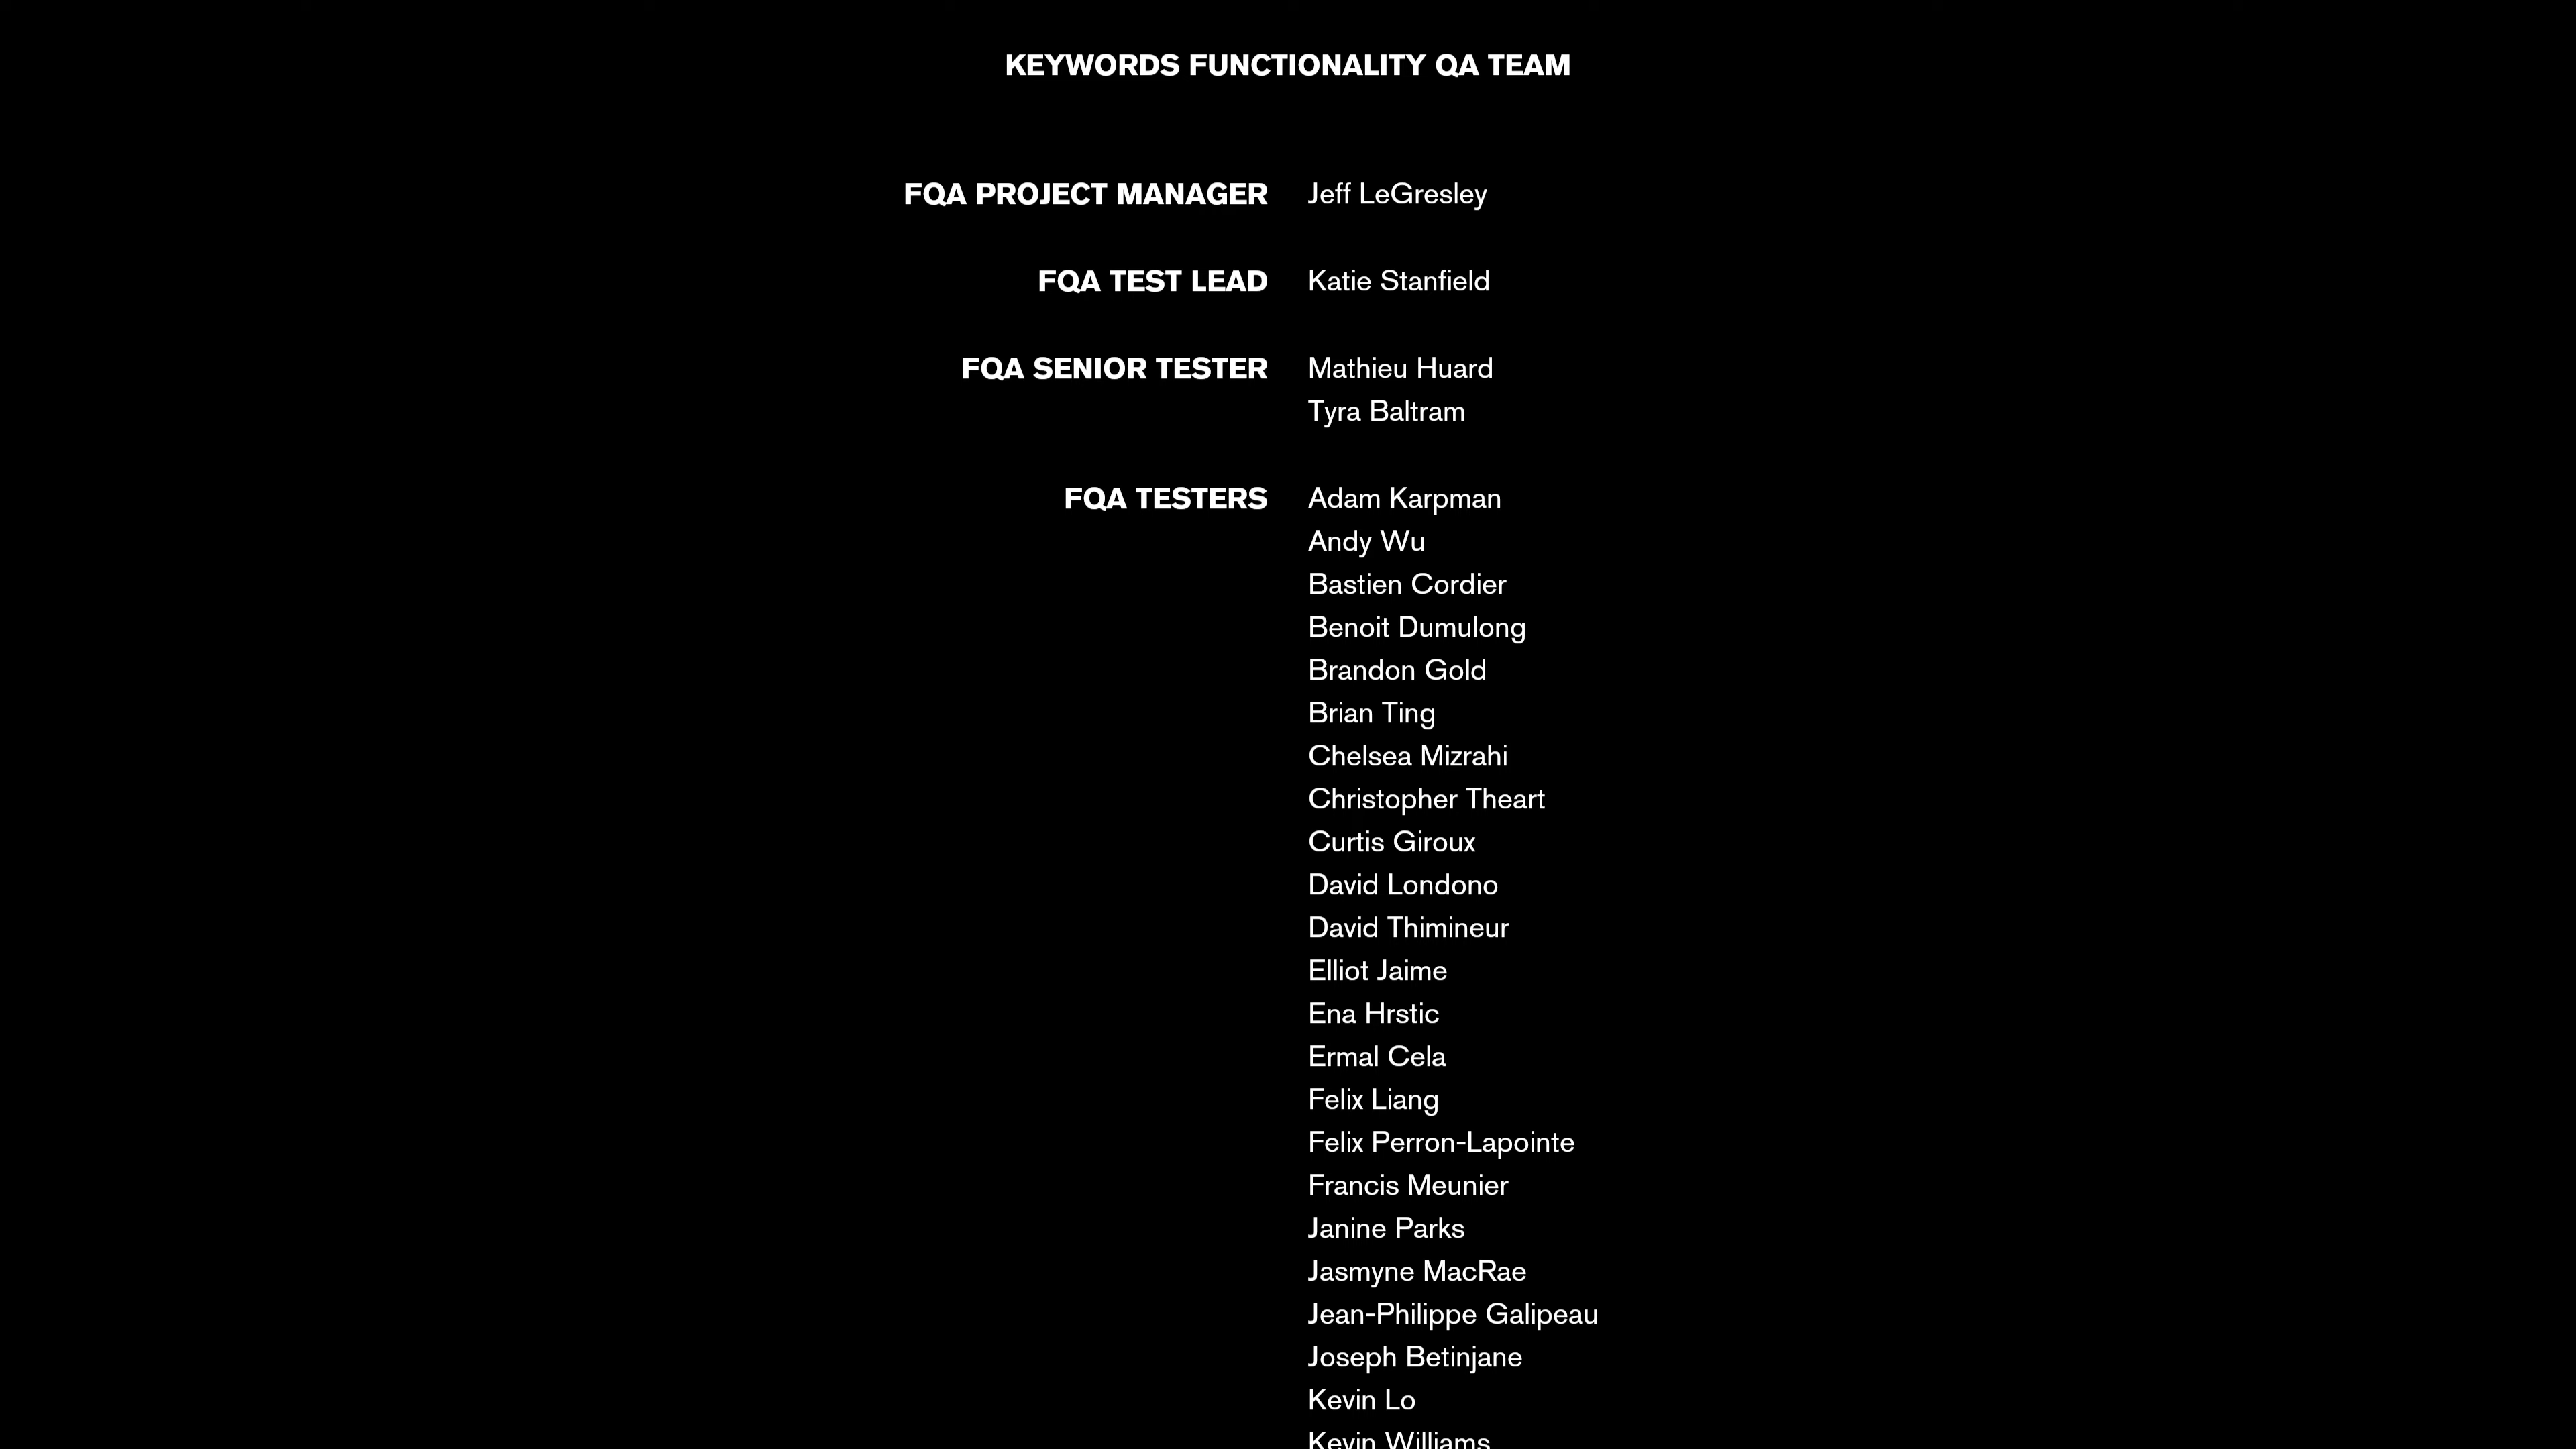 KEYWORDS FUNCTIONALITY QA TEAM
FQA PROJECT MANAGER Jeff LeGresley
FQA TEST LEAD Katie Stanfield
FQA SENIOR TESTER Mathieu Huard
Tyra Baltram
FQA TESTERS Adam Karpman
Andy Wu
Bastien Cordier
Benoit Dumulong
Brandon Gold
Brian Ting
Chelsea Mizrahi
Christopher Theart
Curtis Giroux
David Londono
David Thimineur
Elliot Jaime
Ena Hrstic
Ermal Cela
Felix Liang
Felix Perron-Lapointe
Francis Meunier
Janine Parks
Jasmyne MacRae
Jean-Philippe Galipeau
Joseph Betinjane
Kevin Lo
Kevin Williams